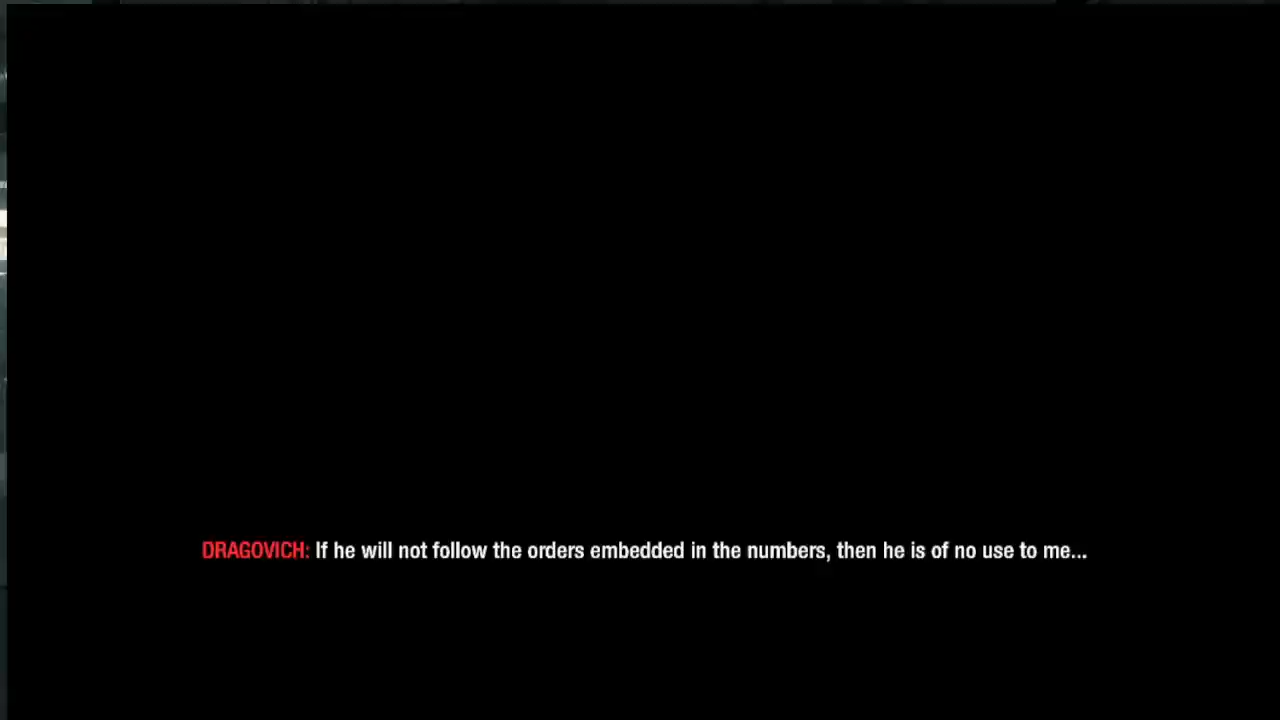 DRAGOVICH: If he will not follow the orders embedded in the numbers, then he is of no use to me...